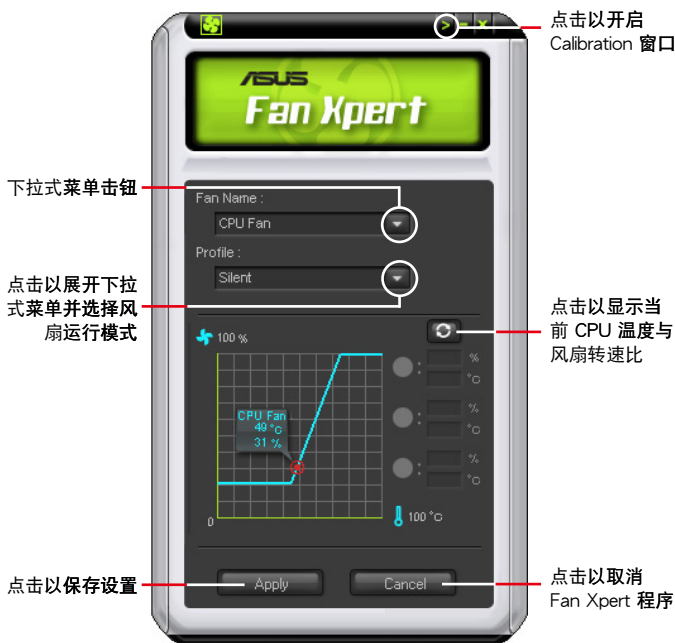 点击以开启
Calibration 窗口
> - ×
ASUS
Fan Xpert
下拉式菜单击钮
Fan Name :
CPU Fan
Profile :
Silent
点击以展开下拉
式菜单并选择风
扇运行模式
点击以显示当
前 CPU 温度与
风扇转速比
100 %
: %
°C
: %
°C
: %
°C
CPU Fan
49 °C
31 %
0
100 °C
点击以保存设置
Apply
Cancel
点击以取消
Fan Xpert 程序